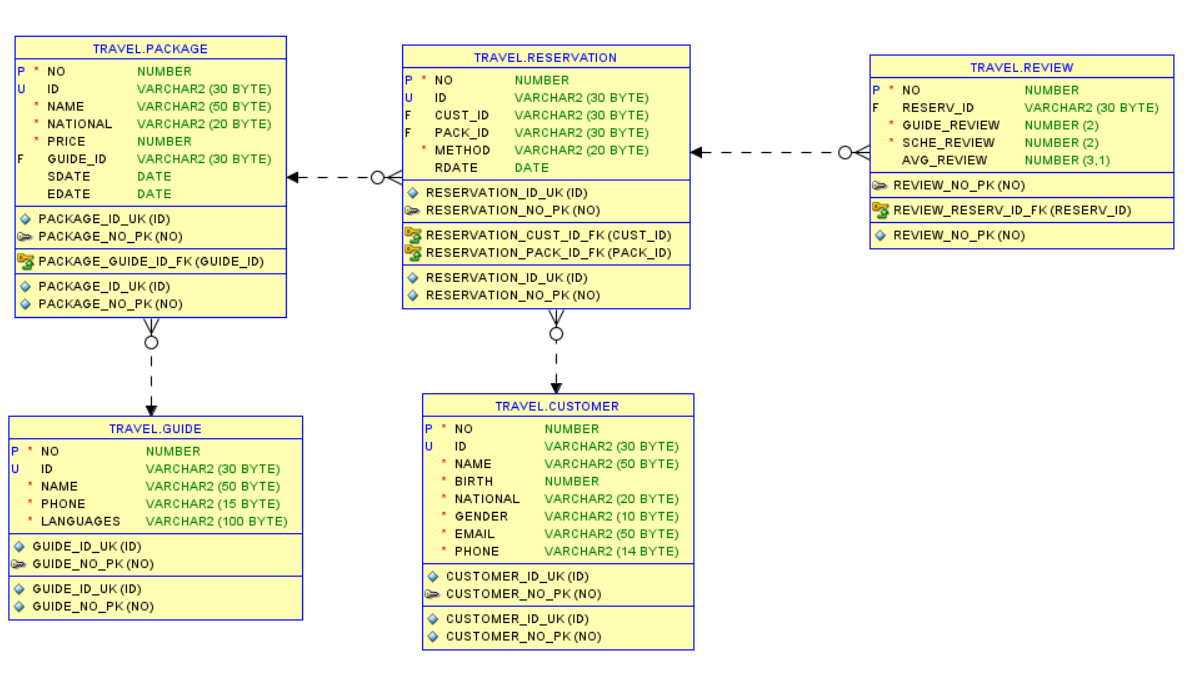 TRAVEL.PACKAGE
P * NO NUMBER
U ID VARCHAR2 (30 BYTE)
* NAME VARCHAR2 (50 BYTE)
* NATIONAL VARCHAR2 (20 BYTE)
* PRICE NUMBER
F GUIDE_ID VARCHAR2 (30 BYTE)
SDATE DATE
EDATE DATE
PACKAGE_ID_UK (ID)
PACKAGE_NO_PK (NO)
PACKAGE_GUIDE_ID_FK (GUIDE_ID)
PACKAGE_ID_UK (ID)
PACKAGE_NO_PK (NO)
TRAVEL.RESERVATION
P * NO NUMBER
U ID VARCHAR2 (30 BYTE)
F CUST_ID VARCHAR2 (30 BYTE)
F PACK_ID VARCHAR2 (30 BYTE)
* METHOD VARCHAR2 (20 BYTE)
RDATE DATE
RESERVATION_ID_UK (ID)
RESERVATION_NO_PK (NO)
RESERVATION_CUST_ID_FK (CUST_ID)
RESERVATION_PACK_ID_FK (PACK_ID)
RESERVATION_ID_UK (ID)
RESERVATION_NO_PK (NO)
TRAVEL.REVIEW
P * NO NUMBER
F RESERV_ID VARCHAR2 (30 BYTE)
* GUIDE_REVIEW NUMBER (2)
* SCHE_REVIEW NUMBER (2)
AVG_REVIEW NUMBER (3,1)
REVIEW_NO_PK (NO)
REVIEW_RESERV_ID_FK (RESERV_ID)
REVIEW_NO_PK (NO)
TRAVEL.GUIDE
P * NO NUMBER
U ID VARCHAR2 (30 BYTE)
* NAME VARCHAR2 (50 BYTE)
* PHONE VARCHAR2 (15 BYTE)
* LANGUAGES VARCHAR2 (100 BYTE)
GUIDE_ID_UK (ID)
GUIDE_NO_PK (NO)
GUIDE_ID_UK (ID)
GUIDE_NO_PK (NO)
TRAVEL.CUSTOMER
P * NO NUMBER
U ID VARCHAR2 (30 BYTE)
* NAME VARCHAR2 (50 BYTE)
* BIRTH NUMBER
* NATIONAL VARCHAR2 (20 BYTE)
* GENDER VARCHAR2 (10 BYTE)
* EMAIL VARCHAR2 (50 BYTE)
* PHONE VARCHAR2 (14 BYTE)
CUSTOMER_ID_UK (ID)
CUSTOMER_NO_PK (NO)
CUSTOMER_ID_UK (ID)
CUSTOMER_NO_PK (NO)